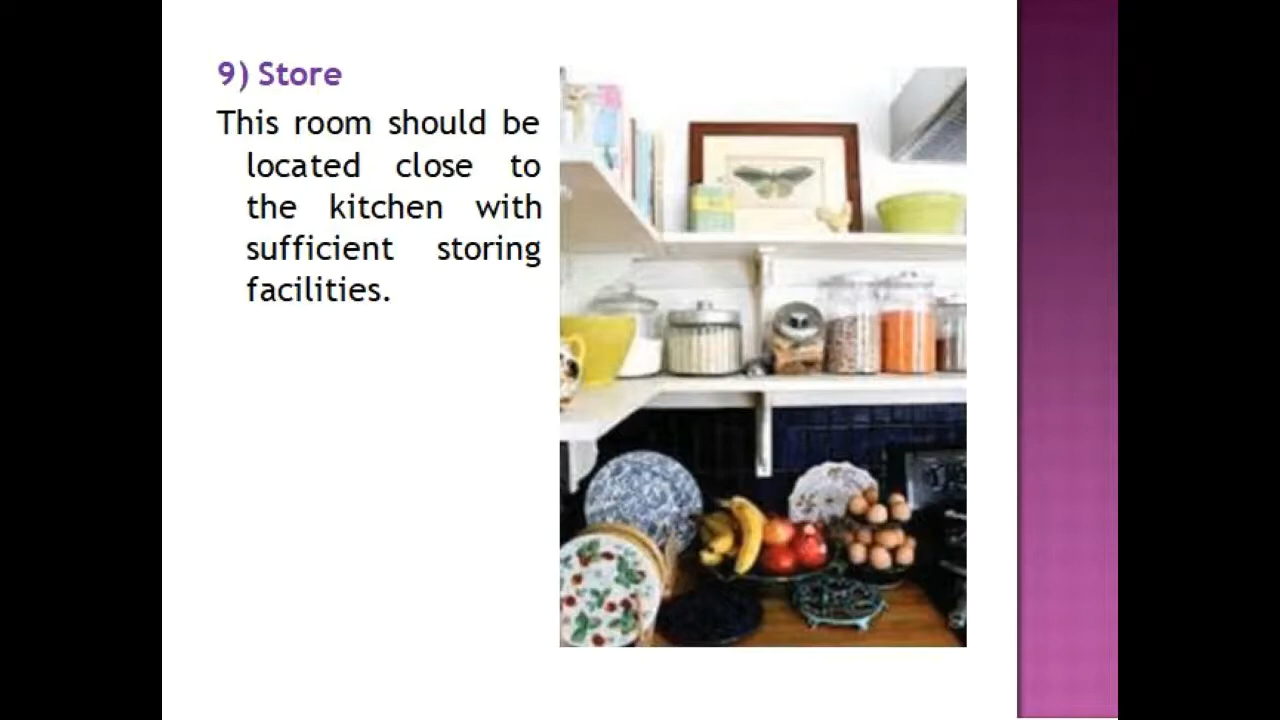 9) Store
This room should be
located close to
the kitchen with
sufficient storing
facilities.